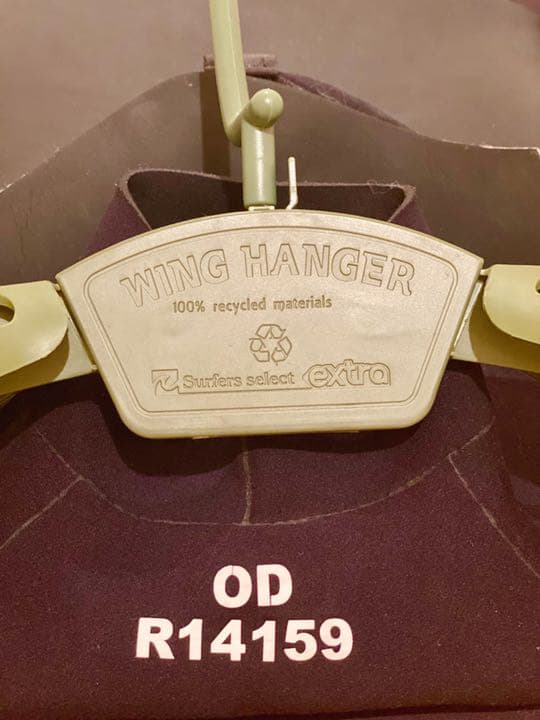 WING HANGER
100% recycled materials
Surfers select extra
OD
R14159